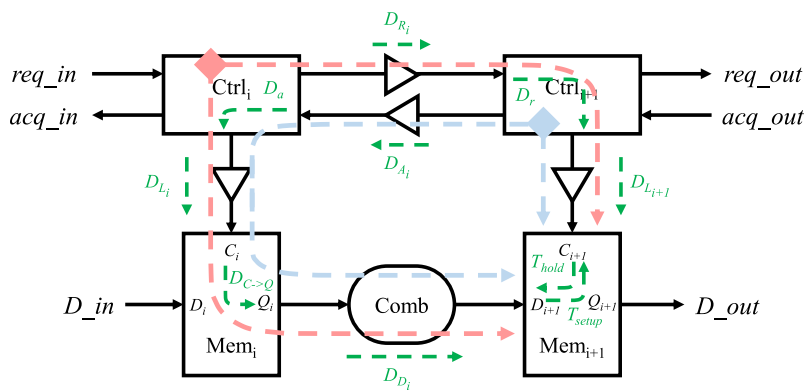 D_{R_i}
req_in
Ctrl_i
D_a
D_r
Ctrl_{i+1}
req_out
acq_in
acq_out
D_{A_i}
D_{L_i}
D_{L_{i+1}}
C_i
C_{i+1}
D_{C->Q}
T_{hold}
D_in
D_i
Q_i
Comb
D_{i+1}
Q_{i+1}
D_out
T_{setup}
Mem_i
Mem_{i+1}
D_{D_i}